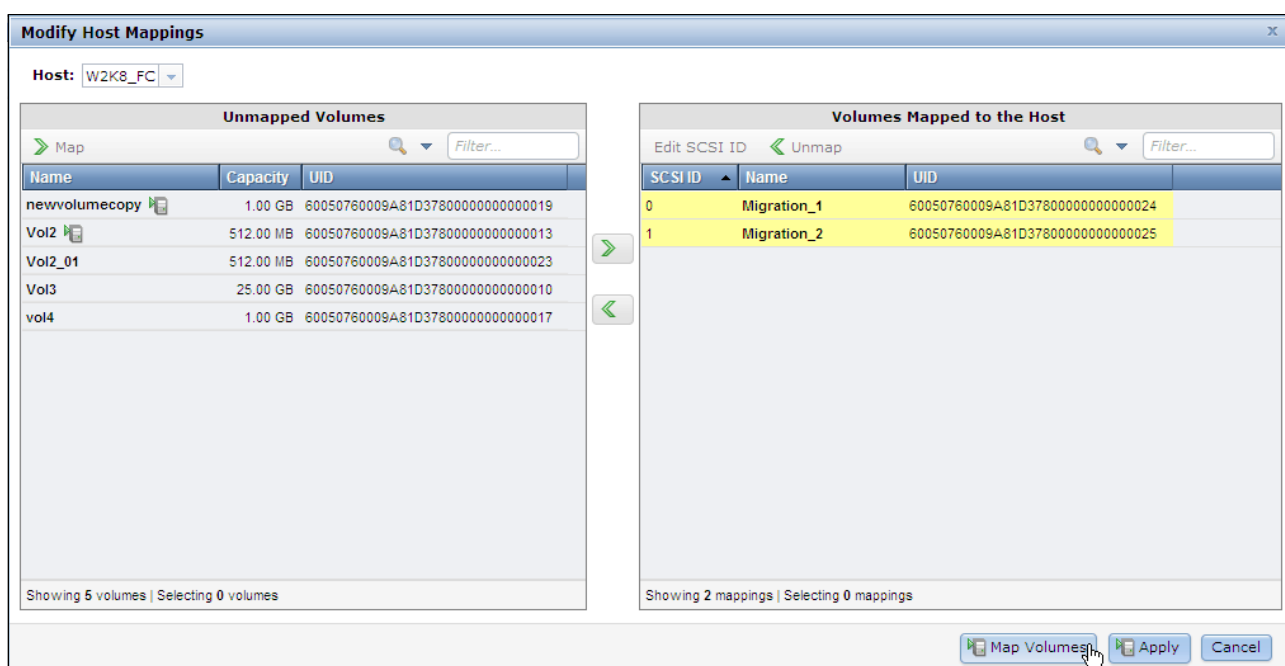 Modify Host Mappings x
Host: W2K8_FC
Unmapped Volumes
Map Filter...
Name Capacity UID
newvolumecopy 1.00 GB 60050760009A81D37800000000000019
Vol2 512.00 MB 60050760009A81D37800000000000013
Vol2_01 512.00 MB 60050760009A81D37800000000000023
Vol3 25.00 GB 60050760009A81D37800000000000010
vol4 1.00 GB 60050760009A81D37800000000000017
Showing 5 volumes | Selecting 0 volumes
Volumes Mapped to the Host
Edit SCSI ID Unmap Filter...
SCSI ID Name UID
0 Migration_1 60050760009A81D37800000000000024
1 Migration_2 60050760009A81D37800000000000025
Showing 2 mappings | Selecting 0 mappings
Map Volumes Apply Cancel